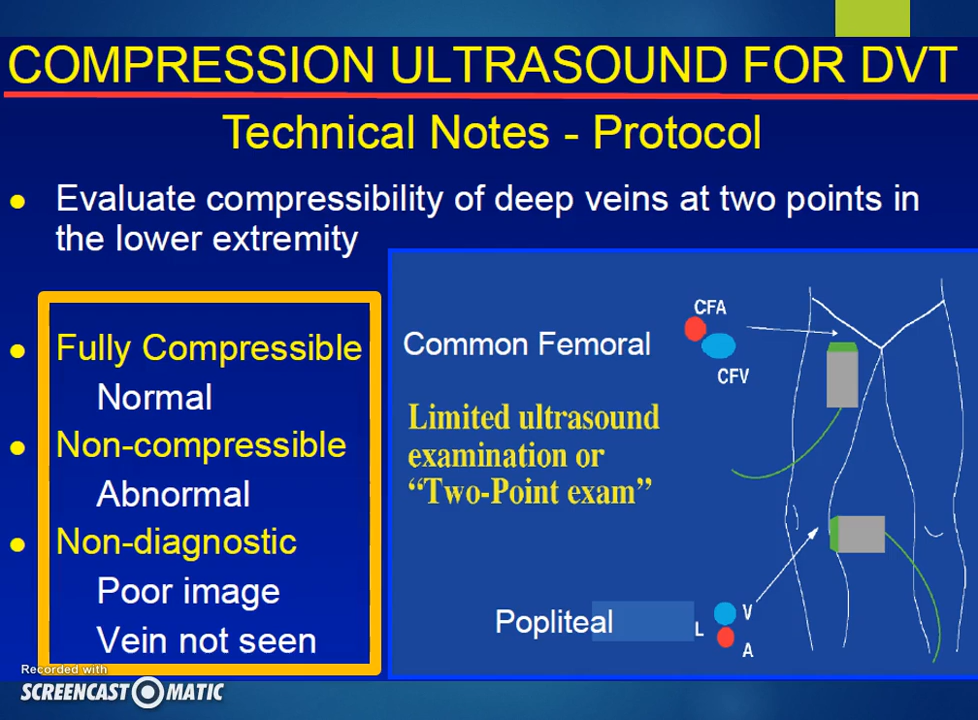 COMPRESSION ULTRASOUND FOR DVT
Technical Notes - Protocol
Evaluate compressibility of deep veins at two points in
the lower extremity
Fully Compressible
Normal
Non-compressible
Abnormal
Non-diagnostic
Poor image
Vein not seen
CFA
Common Femoral
CFV
Limited ultrasound
examination or
“Two-Point exam”
Popliteal
L
V
A
Recorded with
SCREENCAST-O-MATIC